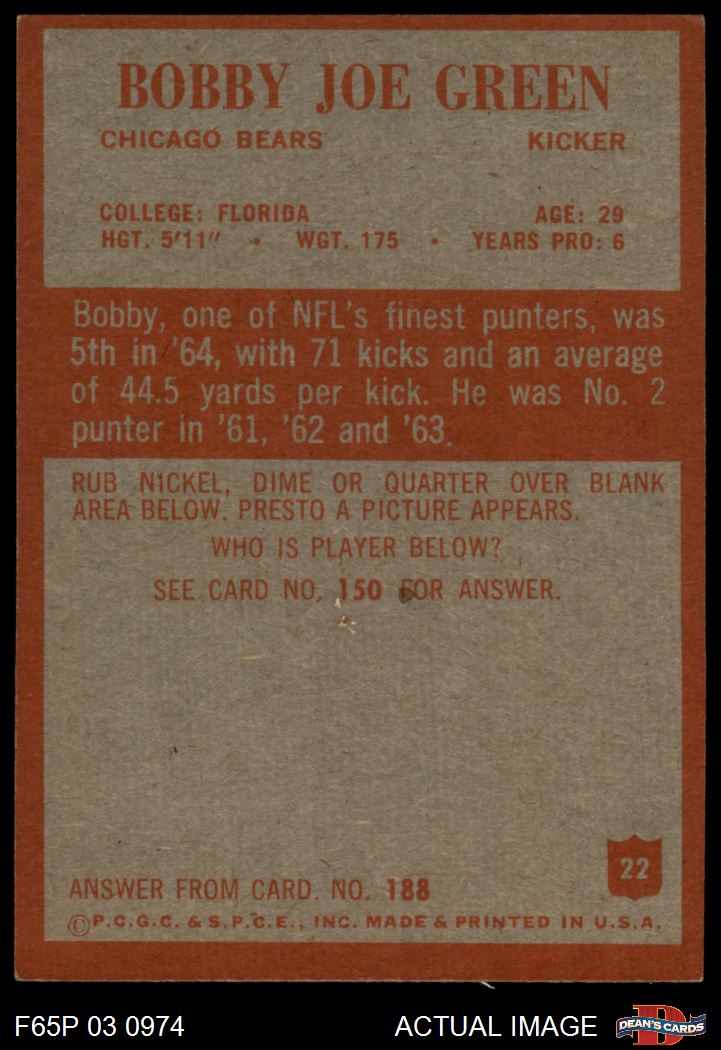 BOBBY JOE GREEN
CHICAGO BEARS KICKER
COLLEGE: FLORIDA AGE: 29
HGT. 5'11" • WGT. 175 • YEARS PRO: 6
Bobby, one of NFL's finest punters, was
5th in '64, with 71 kicks and an average
of 44.5 yards per kick. He was No. 2
punter in '61, '62 and '63.
RUB NICKEL, DIME OR QUARTER OVER BLANK
AREA BELOW. PRESTO A PICTURE APPEARS.
WHO IS PLAYER BELOW?
SEE CARD NO. 150 FOR ANSWER.
22
ANSWER FROM CARD. NO. 188
©P.C.G.C. & S.P.C.E., INC. MADE & PRINTED IN U.S.A.
F65P 03 0974 ACTUAL IMAGE
D
DEAN'S CARDS